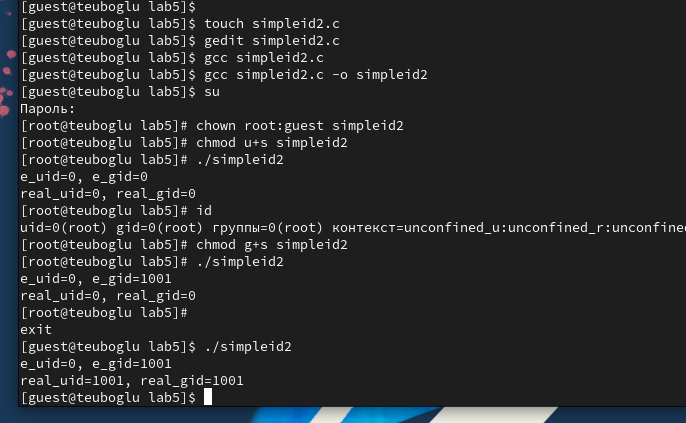 [guest@teuboglu lab5]$
[guest@teuboglu lab5]$ touch simpleid2.c
[guest@teuboglu lab5]$ gedit simpleid2.c
[guest@teuboglu lab5]$ gcc simpleid2.c
[guest@teuboglu lab5]$ gcc simpleid2.c -o simpleid2
[guest@teuboglu lab5]$ su
Пароль:
[root@teuboglu lab5]# chown root:guest simpleid2
[root@teuboglu lab5]# chmod u+s simpleid2
[root@teuboglu lab5]# ./simpleid2
e_uid=0, e_gid=0
real_uid=0, real_gid=0
[root@teuboglu lab5]# id
uid=0(root) gid=0(root) группы=0(root) контекст=unconfined_u:unconfined_r:unconfined
[root@teuboglu lab5]# chmod g+s simpleid2
[root@teuboglu lab5]# ./simpleid2
e_uid=0, e_gid=1001
real_uid=0, real_gid=0
[root@teuboglu lab5]#
exit
[guest@teuboglu lab5]$ ./simpleid2
e_uid=0, e_gid=1001
real_uid=1001, real_gid=1001
[guest@teuboglu lab5]$